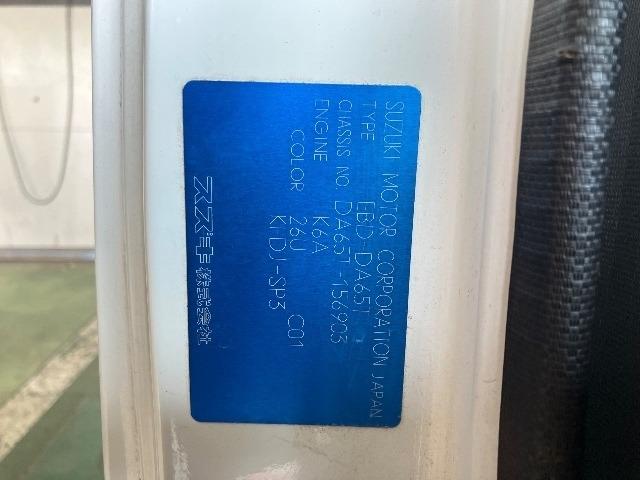 SUZUKI MOTOR CORPORATION JAPAN
TYPE EBD-DA65T
CHASSIS NO. DA65T-156903
ENGINE K6A
COLOR 26U C01
KTDJ-SP3
スズキ株式会社